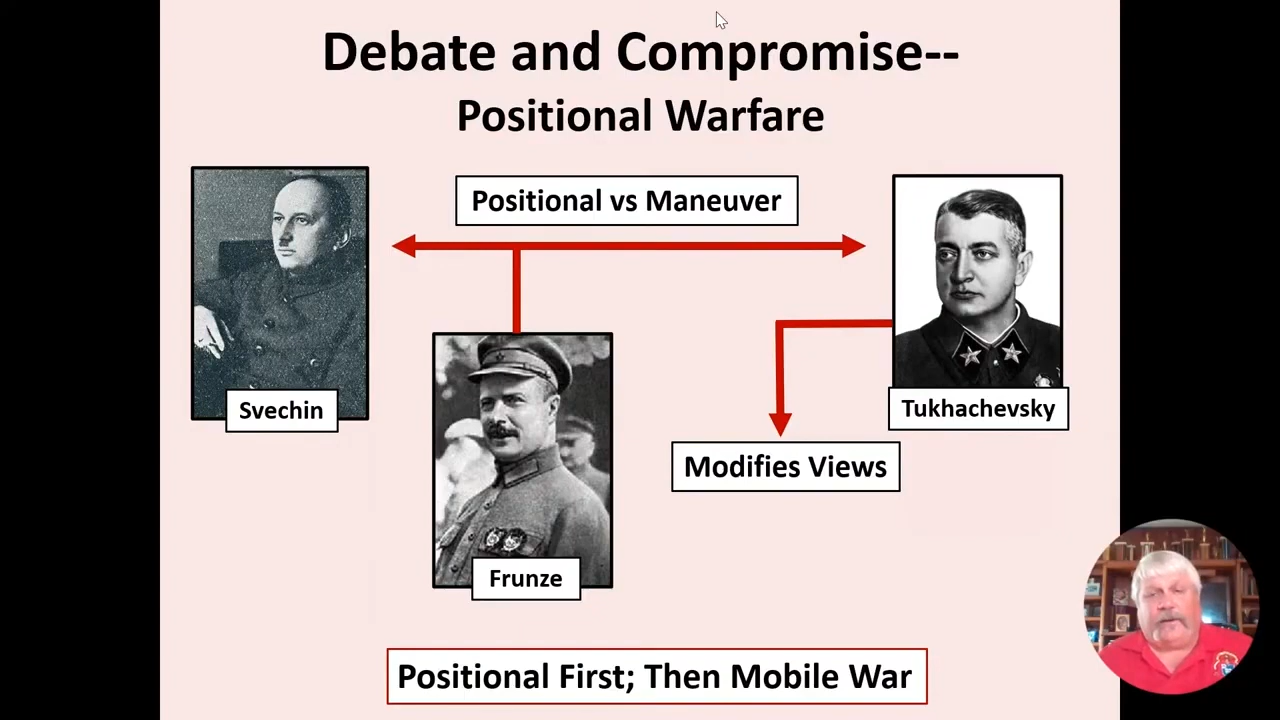 Debate and Compromise--
Positional Warfare
Positional vs Maneuver
Svechin
Tukhachevsky
Modifies Views
Frunze
Positional First; Then Mobile War